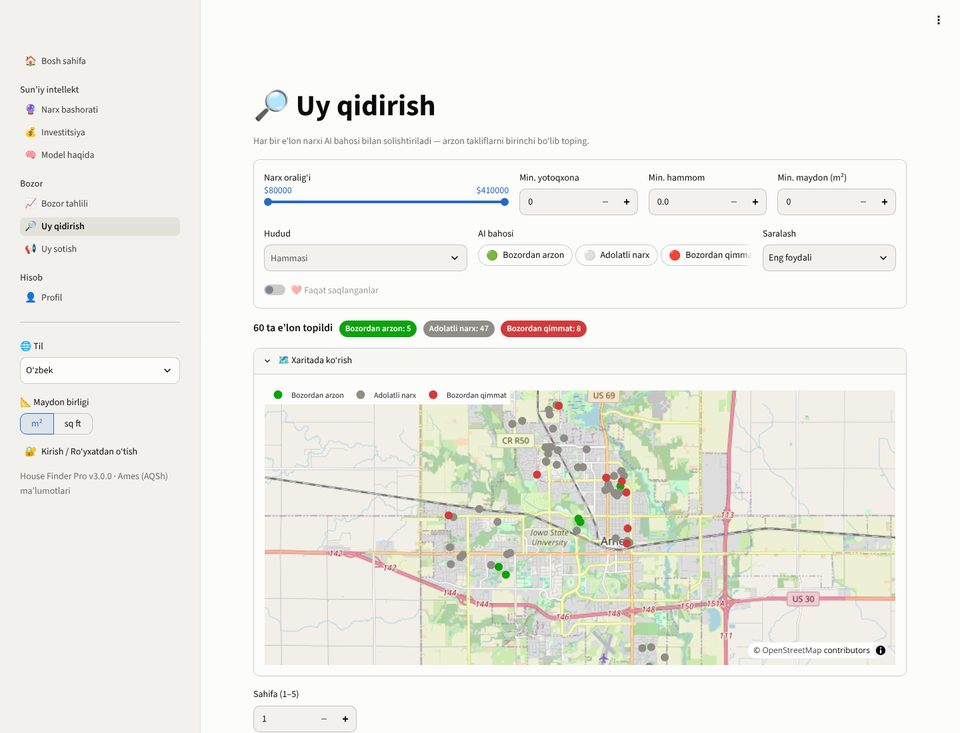 Bosh sahifa
Sun'iy intellekt
Narx bashorati
Investitsiya
Model haqida
Bozor
Bozor tahlili
Uy qidirish
Uy sotish
Hisob
Profil
Til
O'zbek
Maydon birligi
m² sq ft
Kirish / Ro'yxatdan o'tish
House Finder Pro v3.0.0 · Ames (AQSh)
ma'lumotlari
Uy qidirish
Har bir e'lon narxi AI bahosi bilan solishtiriladi — arzon takliflarni birinchi bo'lib toping.
Narx oralig'i
$80000 $410000
Min. yotoqxona
0
Min. hammom
0.0
Min. maydon (m²)
0
Hudud
Hammasi
AI bahosi
Bozordan arzon Adolatli narx Bozordan qimma
Saralash
Eng foydali
Faqat saqlanganlar
60 ta e'lon topildi Bozordan arzon: 5 Adolatli narx: 47 Bozordan qimmat: 8
Xaritada ko'rish
Bozordan arzon Adolatli narx Bozordan qimmat
US 69
CR R50
113
Iowa State
University
142
142
144
144
146
148
148
150
151A
US 30
111
© OpenStreetMap contributors
Sahifa (1–5)
1